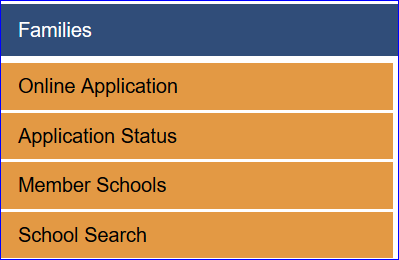 Families
Online Application
Application Status
Member Schools
School Search